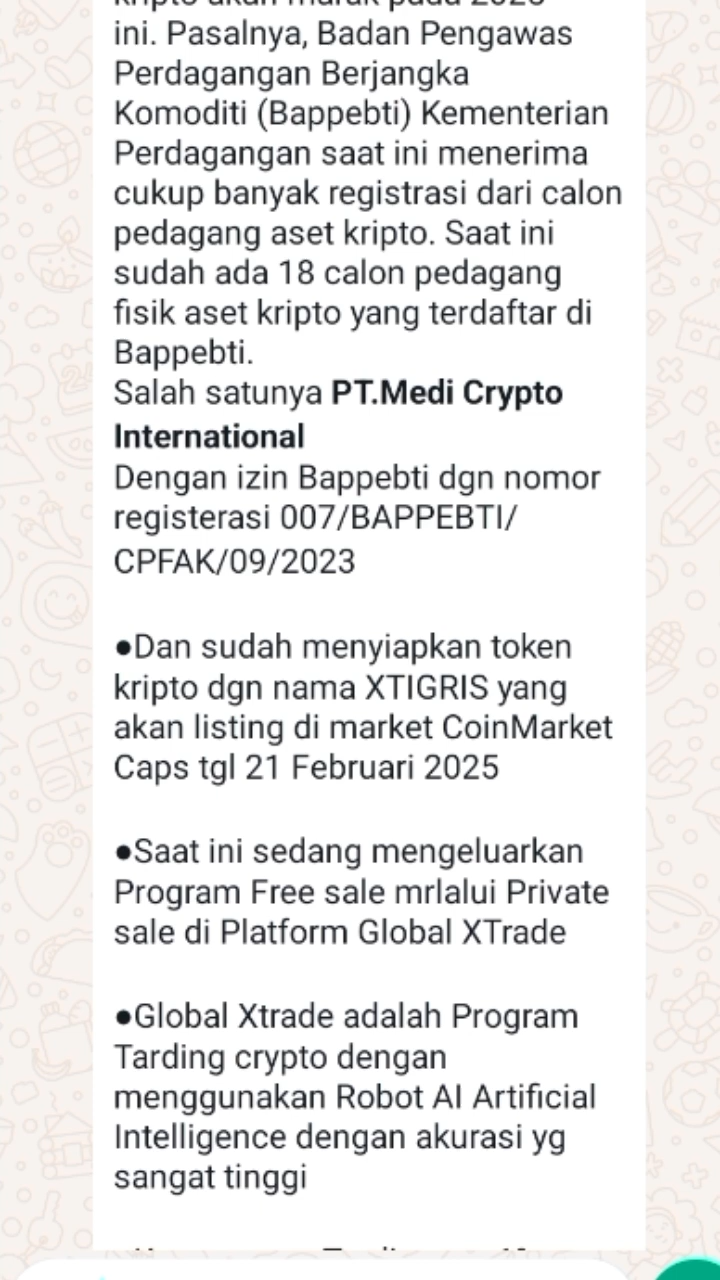 kripto akan marak pada 2023
ini. Pasalnya, Badan Pengawas
Perdagangan Berjangka
Komoditi (Bappebti) Kementerian
Perdagangan saat ini menerima
cukup banyak registrasi dari calon
pedagang aset kripto. Saat ini
sudah ada 18 calon pedagang
fisik aset kripto yang terdaftar di
Bappebti.
Salah satunya PT.Medi Crypto
International
Dengan izin Bappebti dgn nomor
registerasi 007/BAPPEBTI/
CPFAK/09/2023
●Dan sudah menyiapkan token
kripto dgn nama XTIGRIS yang
akan listing di market CoinMarket
Caps tgl 21 Februari 2025
●Saat ini sedang mengeluarkan
Program Free sale mrlalui Private
sale di Platform Global XTrade
●Global Xtrade adalah Program
Tarding crypto dengan
menggunakan Robot AI Artificial
Intelligence dengan akurasi yg
sangat tinggi